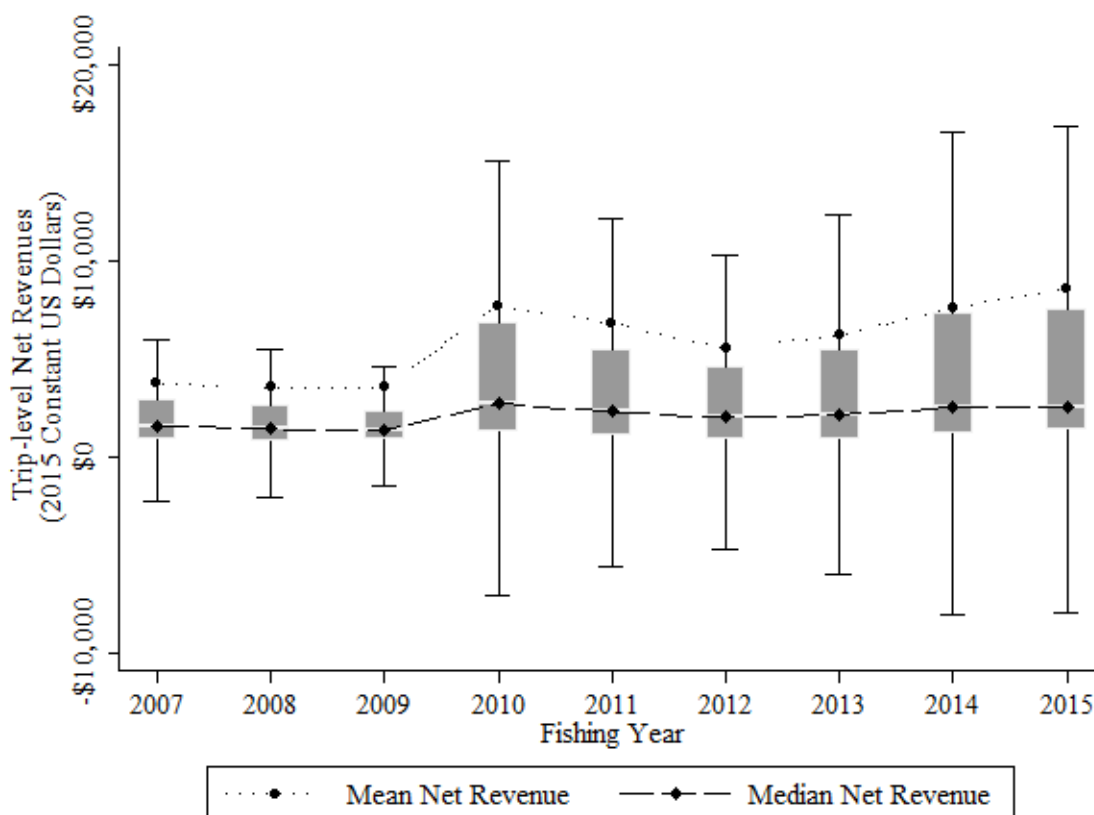 Trip-level Net Revenues
(2015 Constant US Dollars)
$20,000
$10,000
$0
-$10,000
2007 2008 2009 2010 2011 2012 2013 2014 2015
Fishing Year
Mean Net Revenue Median Net Revenue